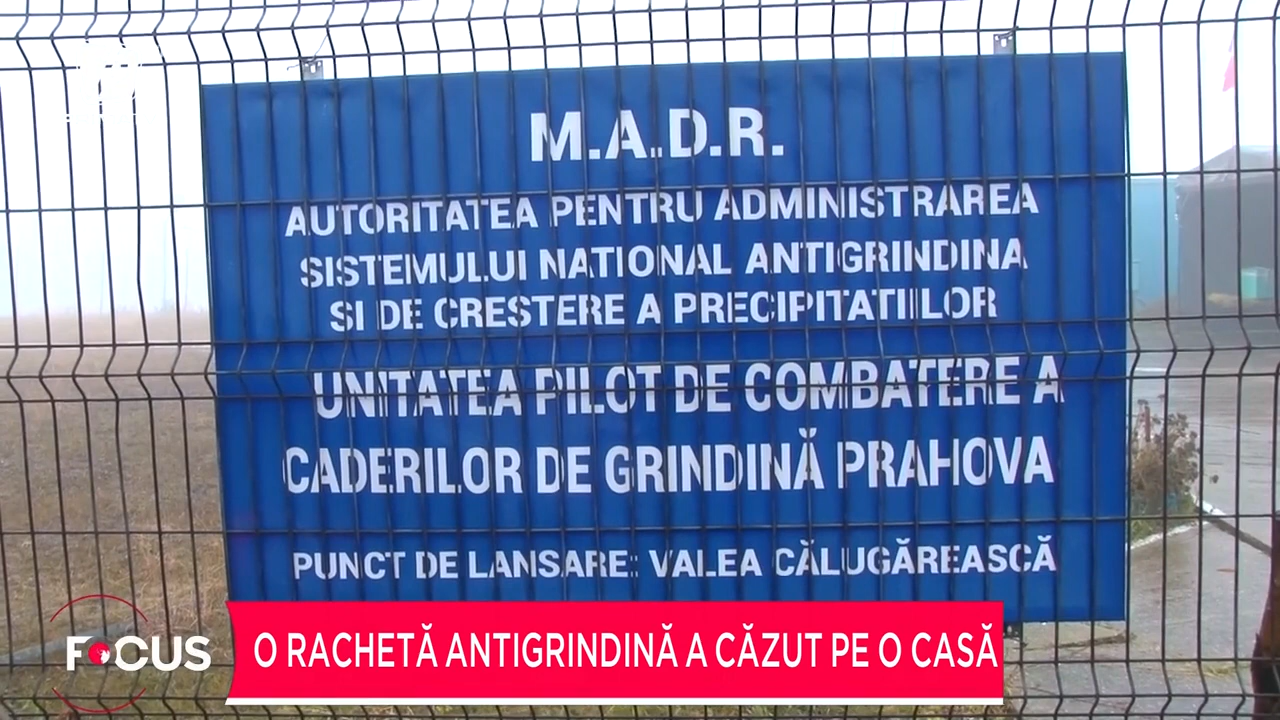 M.A.D.R.
AUTORITATEA PENTRU ADMINISTRAREA
SISTEMULUI NATIONAL ANTIGRINDINA
SI DE CRESTERE A PRECIPITATIILOR
UNITATEA PILOT DE COMBATERE A
CADERILOR DE GRINDINĂ PRAHOVA
PUNCT DE LANSARE: VALEA CĂLUGĂREASCĂ
FOCUS
O RACHETĂ ANTIGRINDINĂ A CĂZUT PE O CASĂ